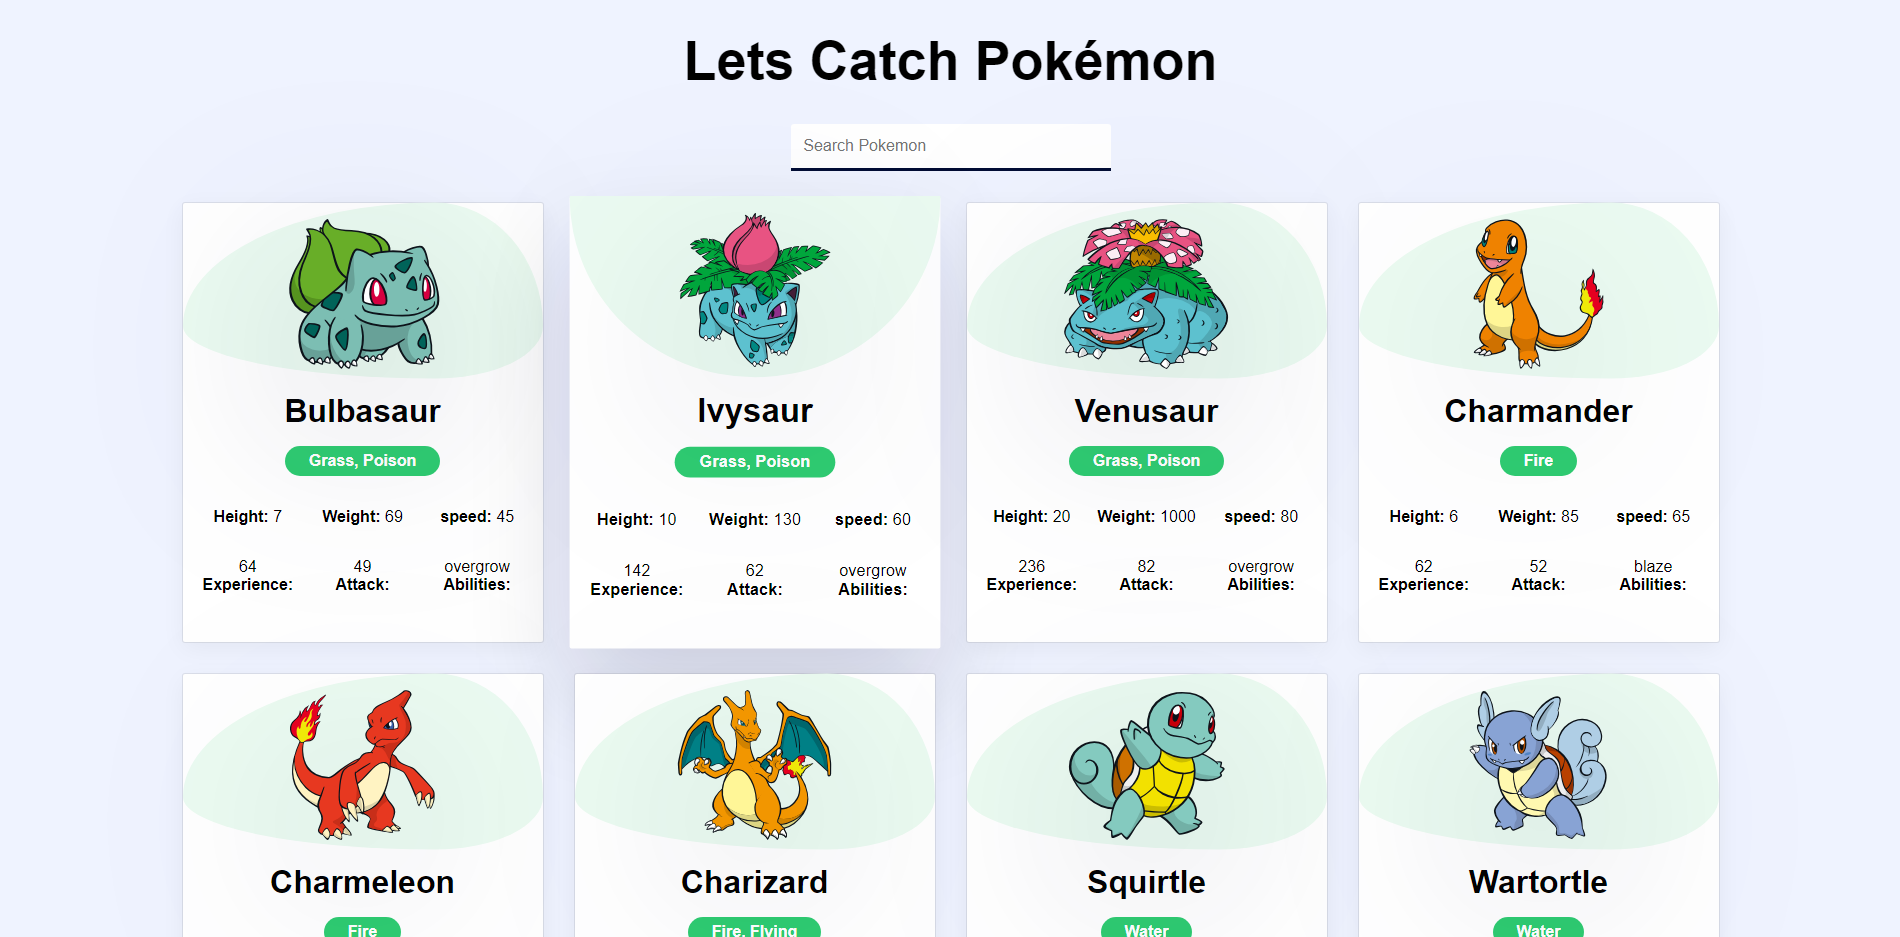 Lets Catch Pokémon
Search Pokemon
Bulbasaur
Grass, Poison
Height: 7 Weight: 69 speed: 45
64 49 overgrow
Experience: Attack: Abilities:
Ivysaur
Grass, Poison
Height: 10 Weight: 130 speed: 60
142 62 overgrow
Experience: Attack: Abilities:
Venusaur
Grass, Poison
Height: 20 Weight: 1000 speed: 80
236 82 overgrow
Experience: Attack: Abilities:
Charmander
Fire
Height: 6 Weight: 85 speed: 65
62 52 blaze
Experience: Attack: Abilities:
Charmeleon
Fire
Charizard
Fire, Flying
Squirtle
Water
Wartortle
Water